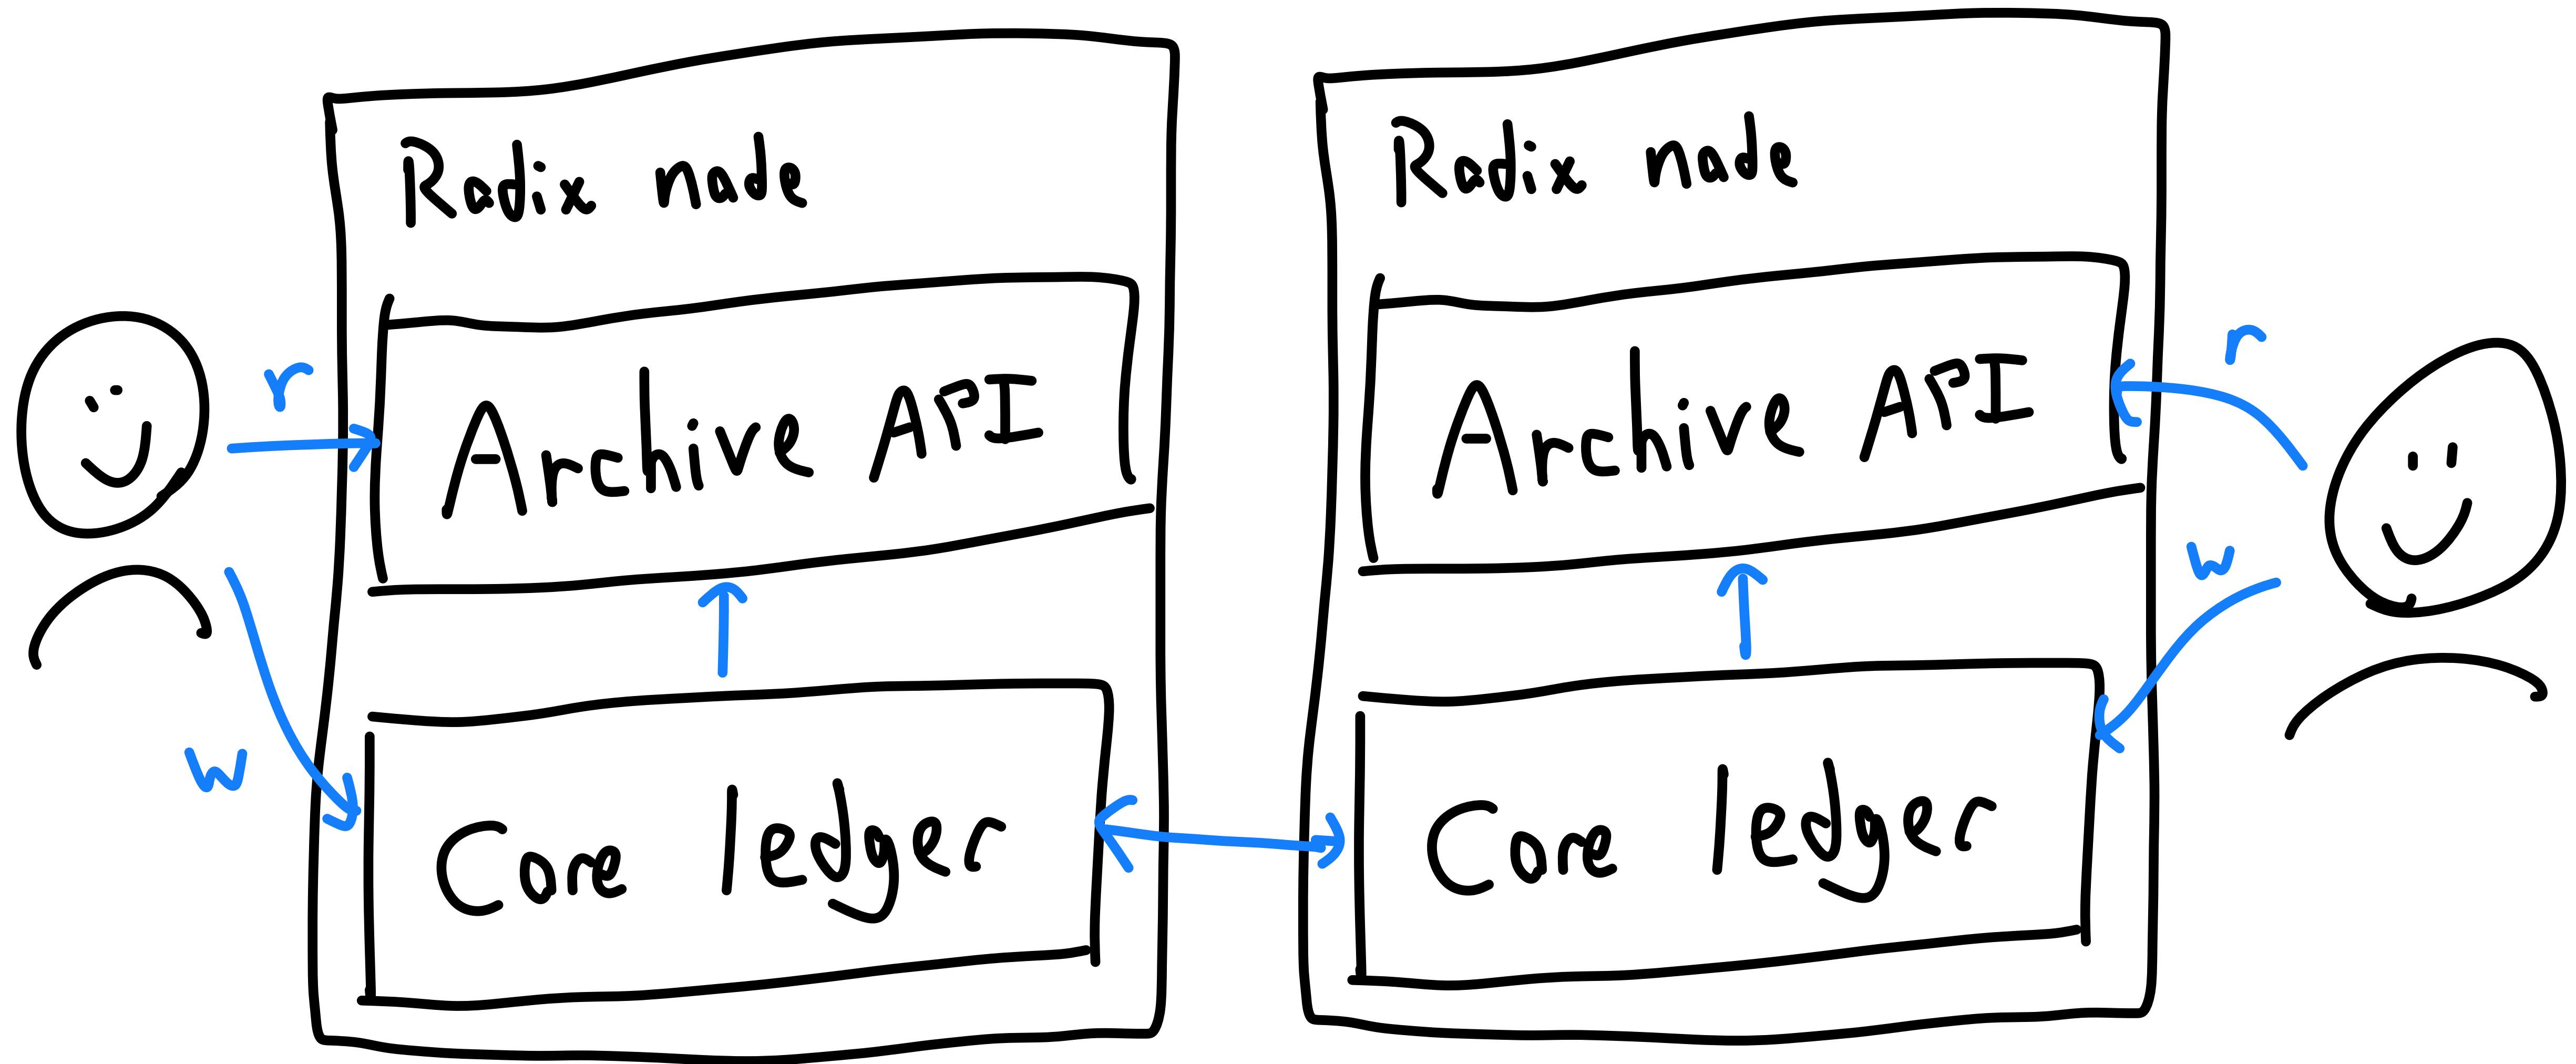 Radix node
Radix node
r
Archive API
Archive API
r
w
Core ledger
Core ledger
w